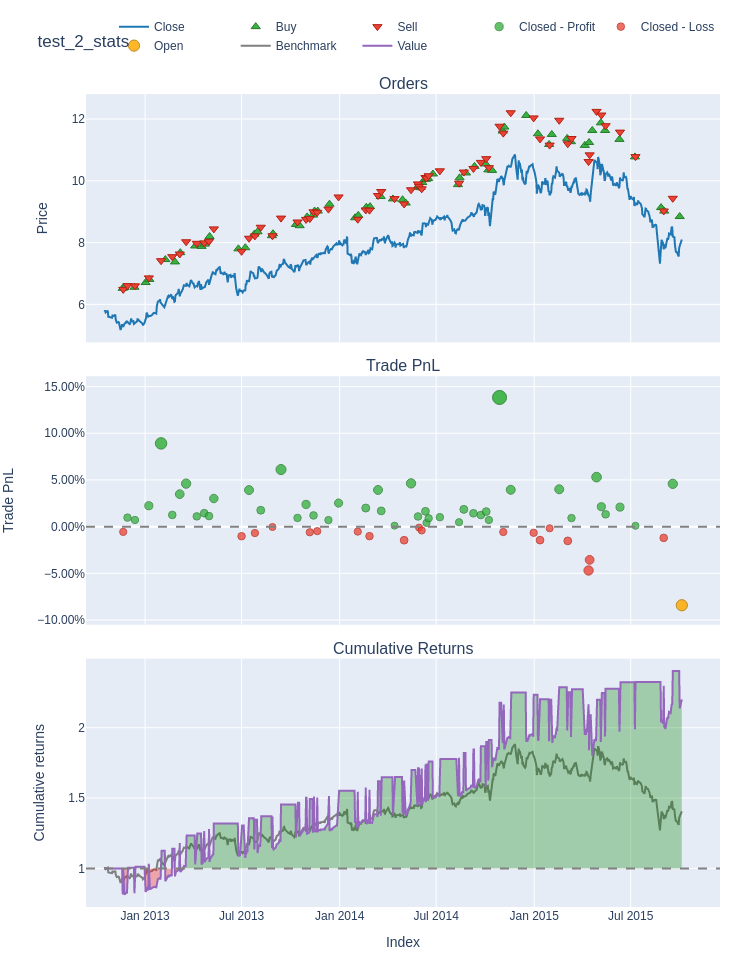 test_2_stats
Close Buy Sell Closed - Profit Closed - Loss
Open Benchmark Value
Orders
12
10
8
6
Price
Trade PnL
15.00%
10.00%
5.00%
0.00%
−5.00%
−10.00%
Trade PnL
Cumulative Returns
2
1.5
1
Cumulative returns
Jan 2013 Jul 2013 Jan 2014 Jul 2014 Jan 2015 Jul 2015
Index